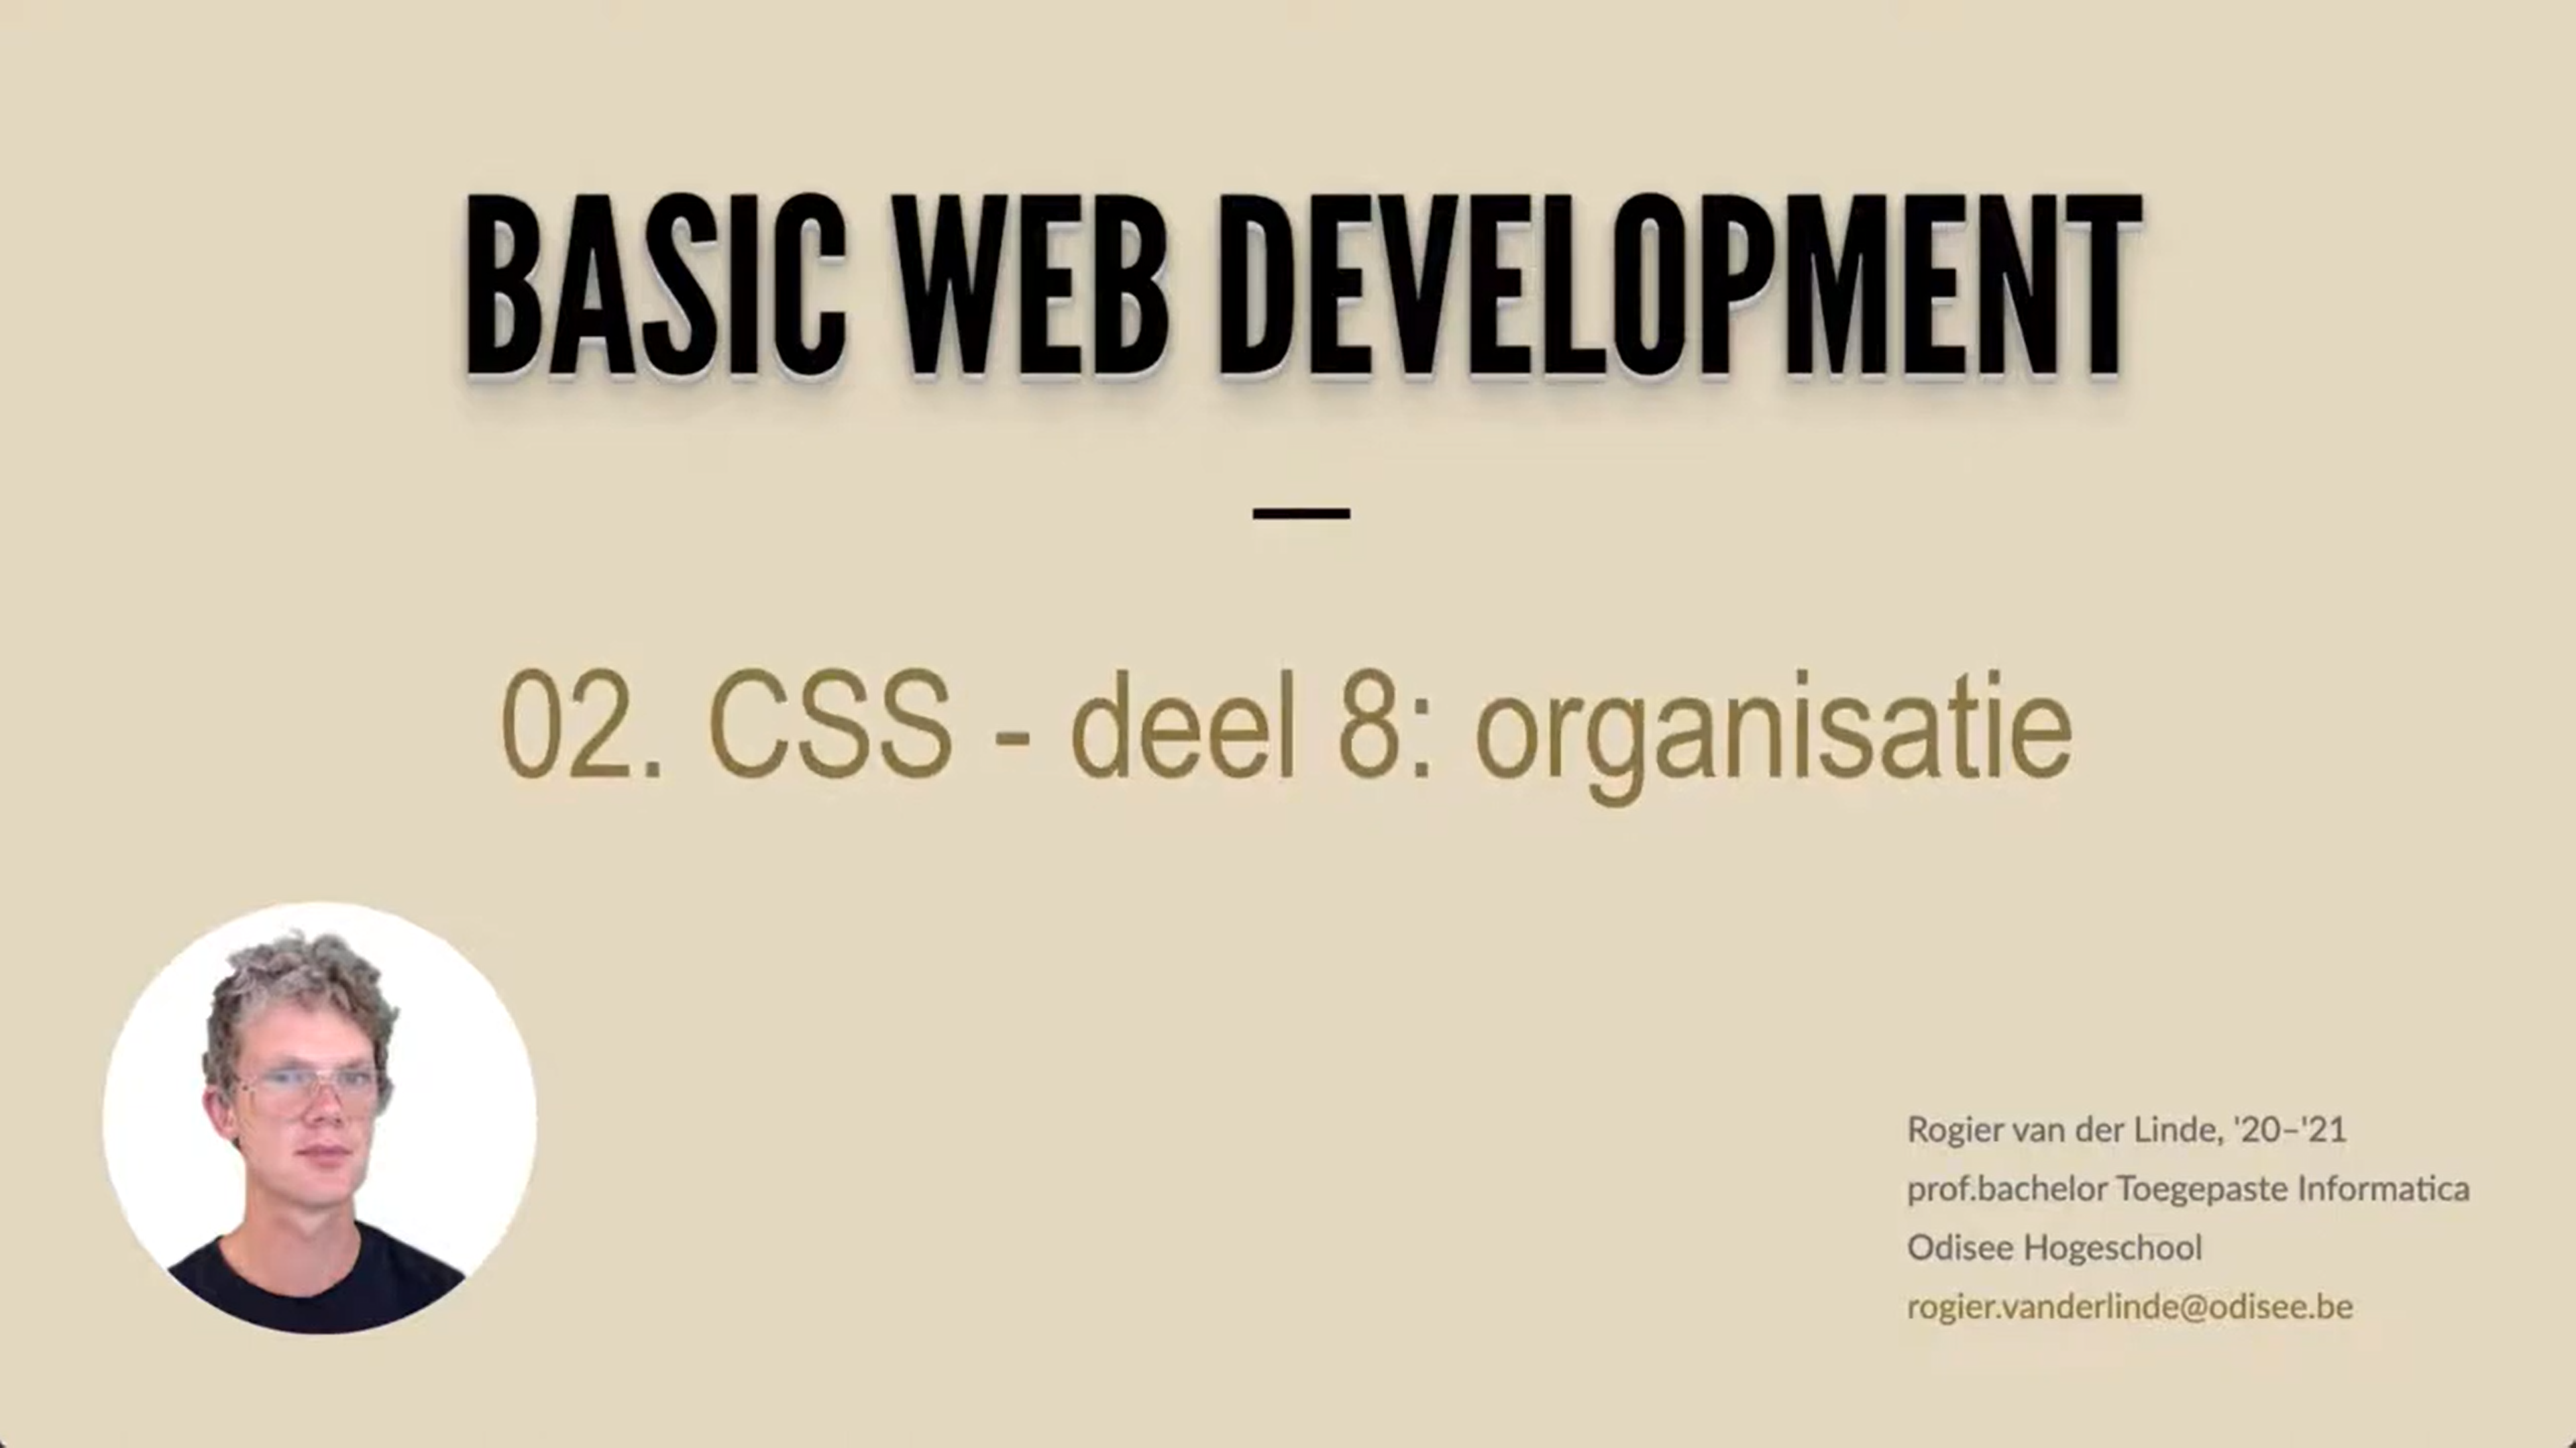 BASIC WEB DEVELOPMENT
02. CSS - deel 8: organisatie
Rogier van der Linde, '20–'21
prof.bachelor Toegepaste Informatica
Odisee Hogeschool
rogier.vanderlinde@odisee.be